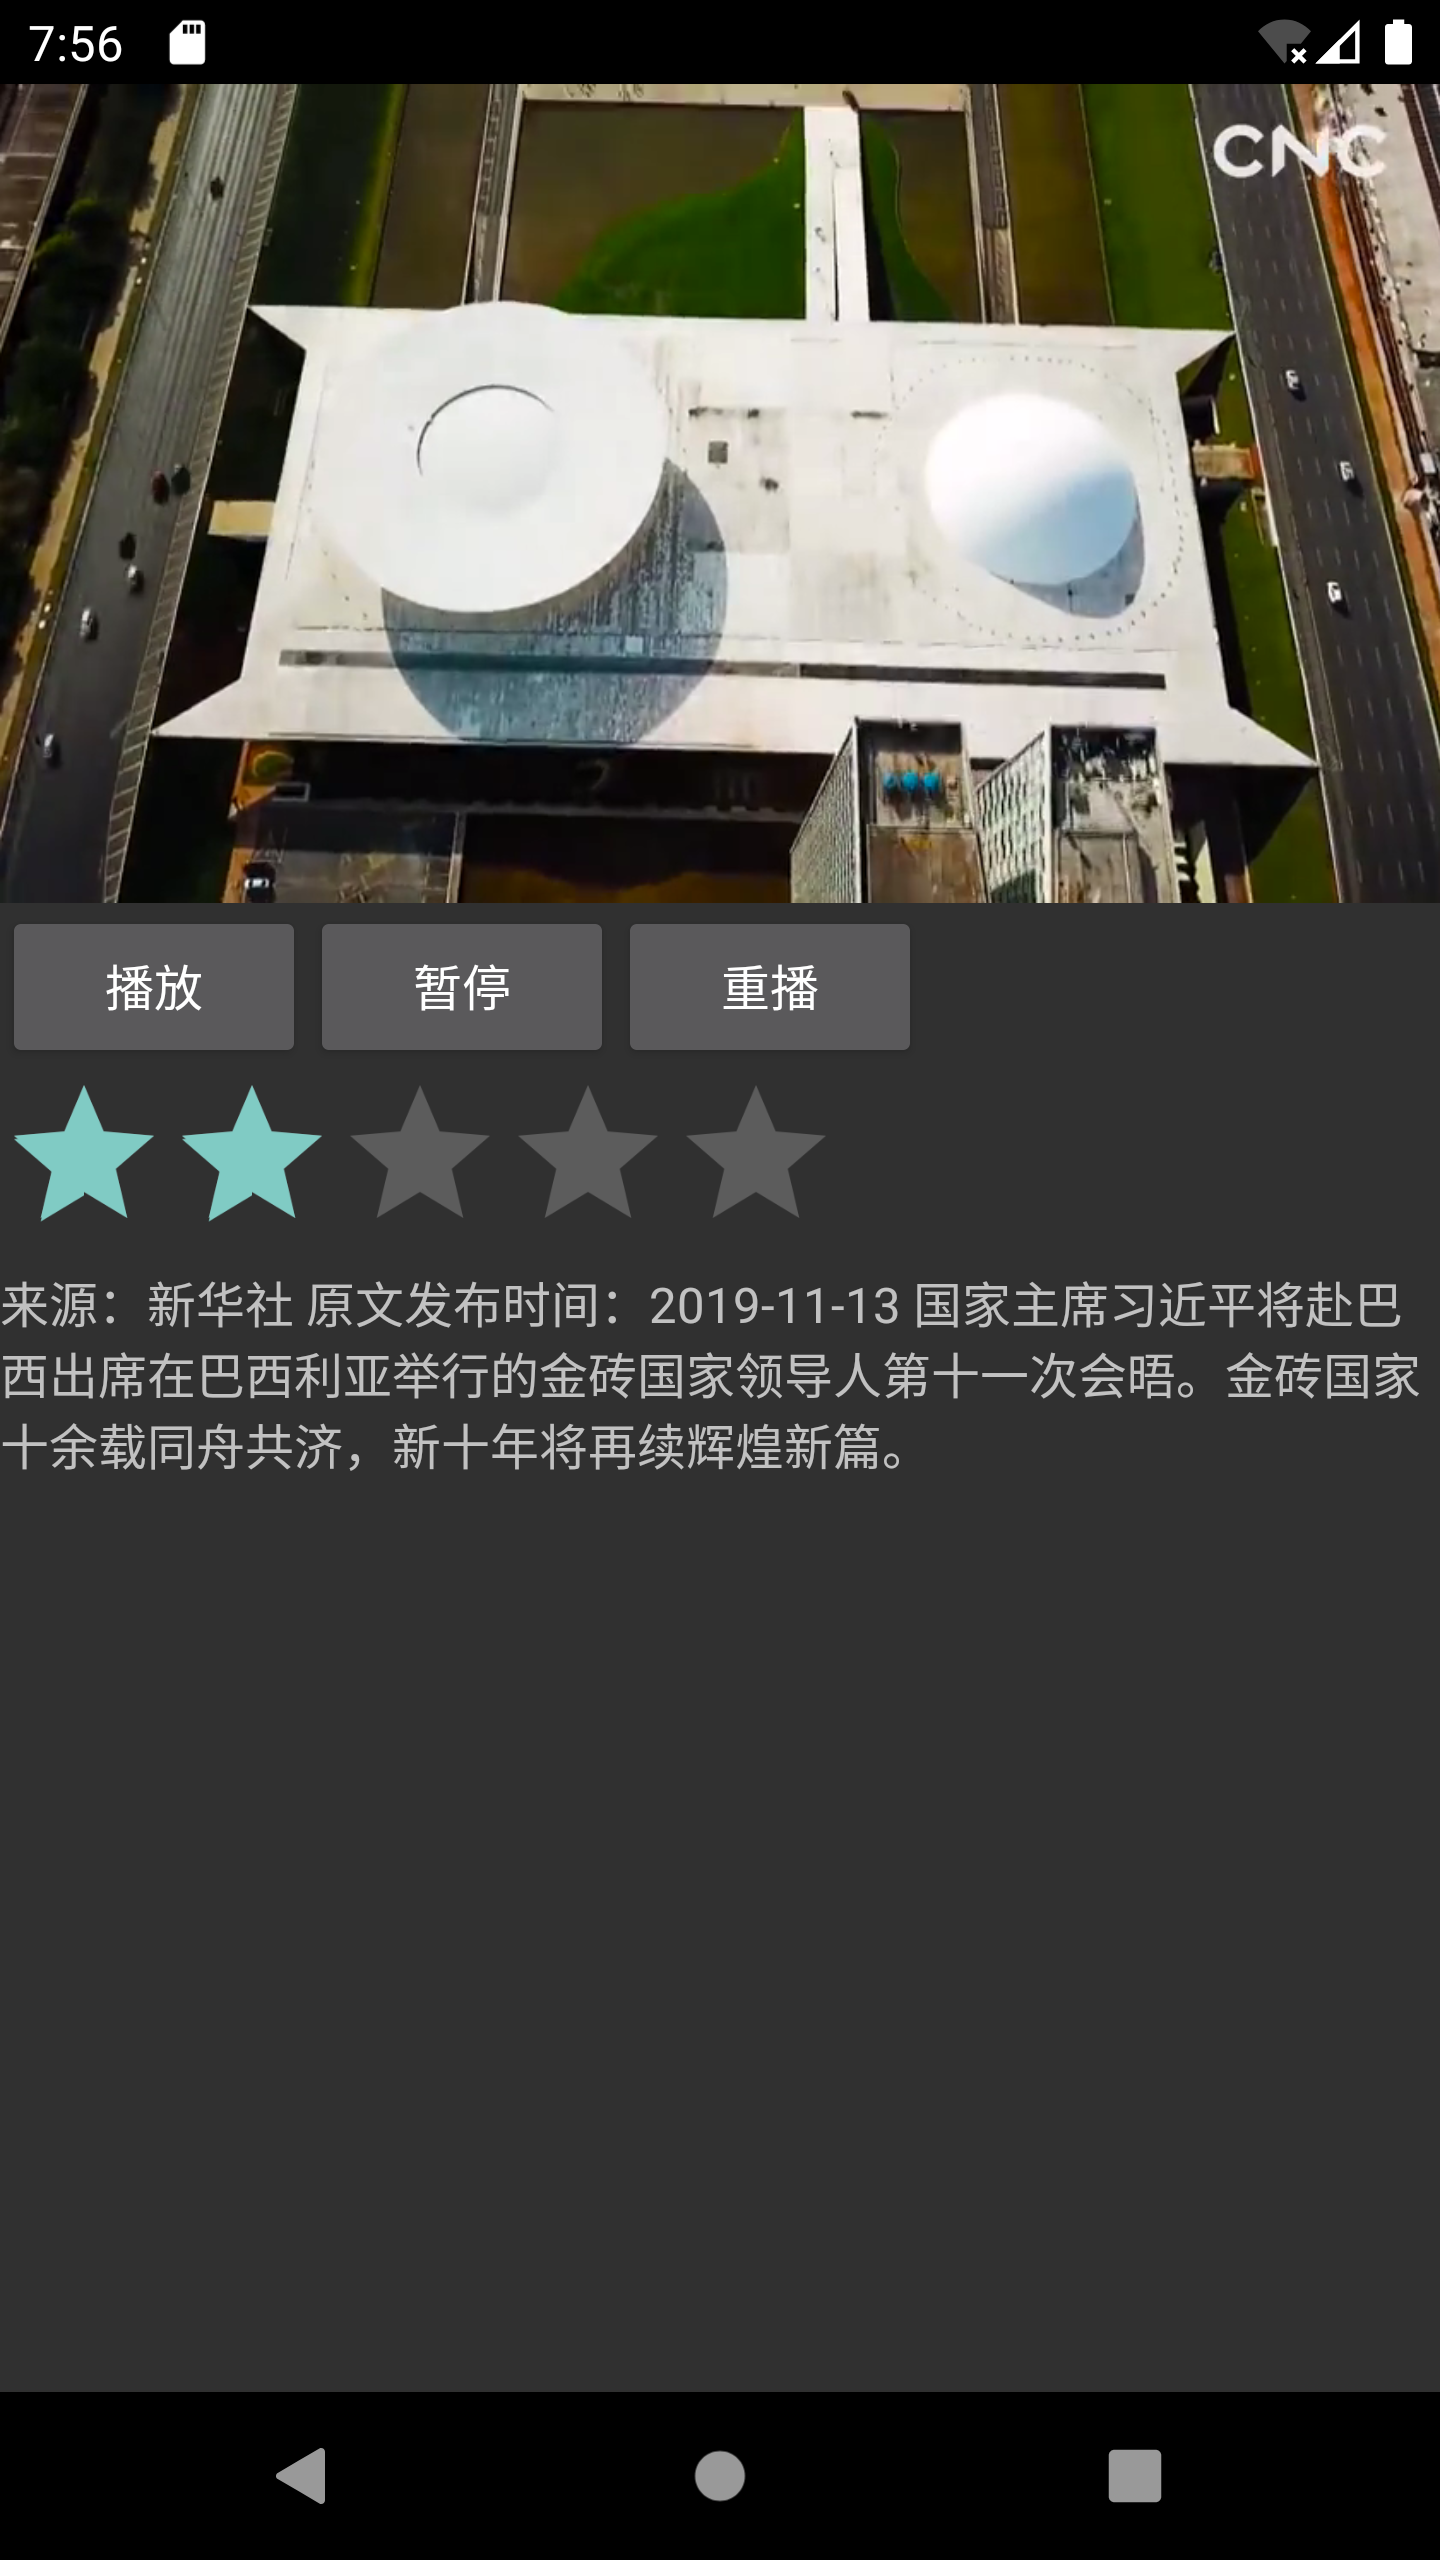 7:56
CNC
播放
暂停
重播
来源：新华社 原文发布时间：2019-11-13 国家主席习近平将赴巴
西出席在巴西利亚举行的金砖国家领导人第十一次会晤。金砖国家
十余载同舟共济，新十年将再续辉煌新篇。